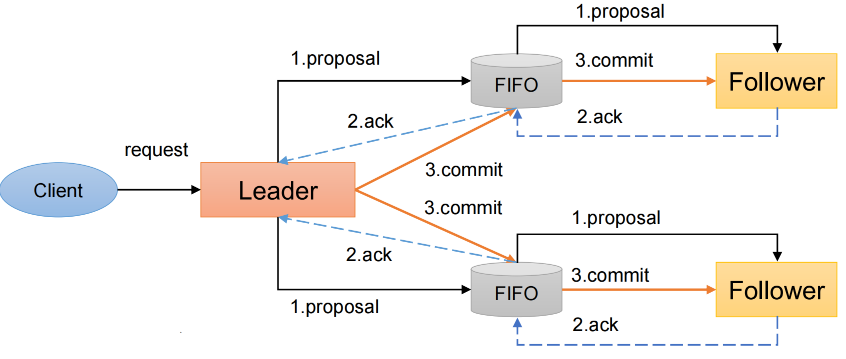 1.proposal
1.proposal
3.commit
FIFO
Follower
2.ack
2.ack
request
3.commit
Client
Leader
3.commit
1.proposal
2.ack
3.commit
FIFO
Follower
1.proposal
2.ack